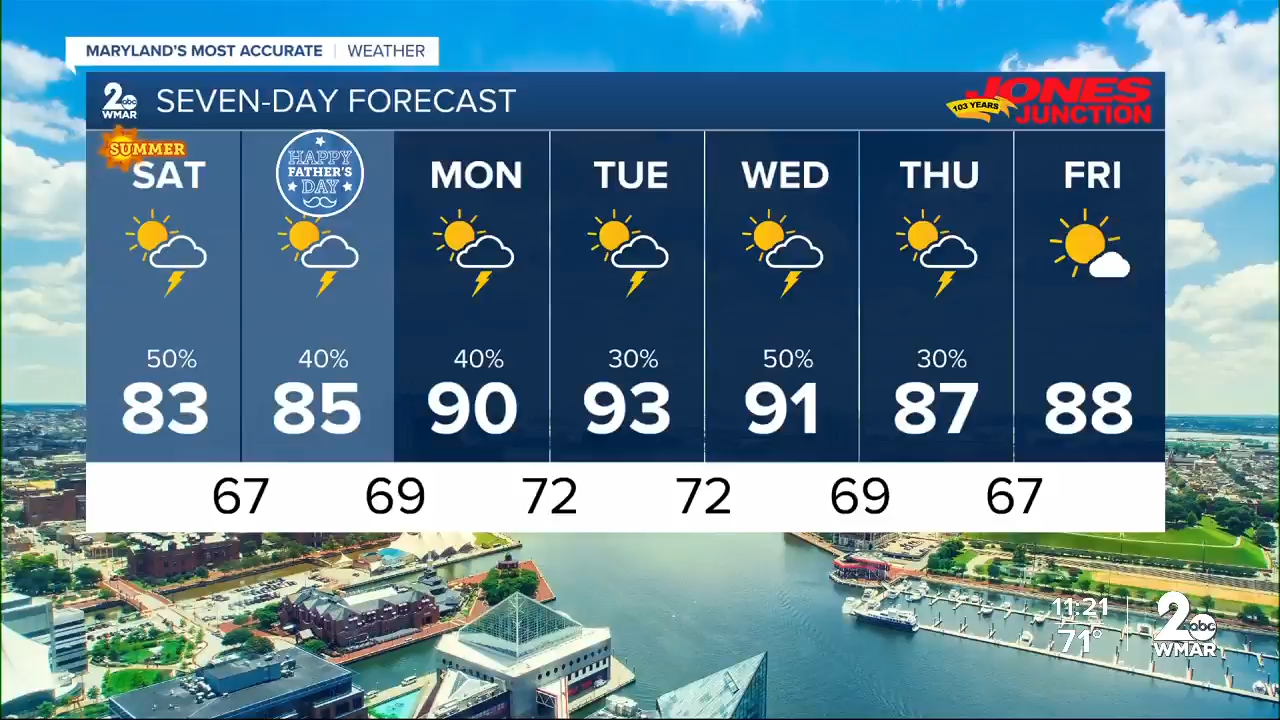 MARYLAND'S MOST ACCURATE | WEATHER
2 abc WMAR
SEVEN-DAY FORECAST
JONES JUNCTION
103 YEARS
SUMMER
SAT
HAPPY
FATHER'S
DAY
MON TUE WED THU FRI
50% 40% 40% 30% 50% 30%
83 85 90 93 91 87 88
67 69 72 72 69 67
11:21
71°
2 abc
WMAR